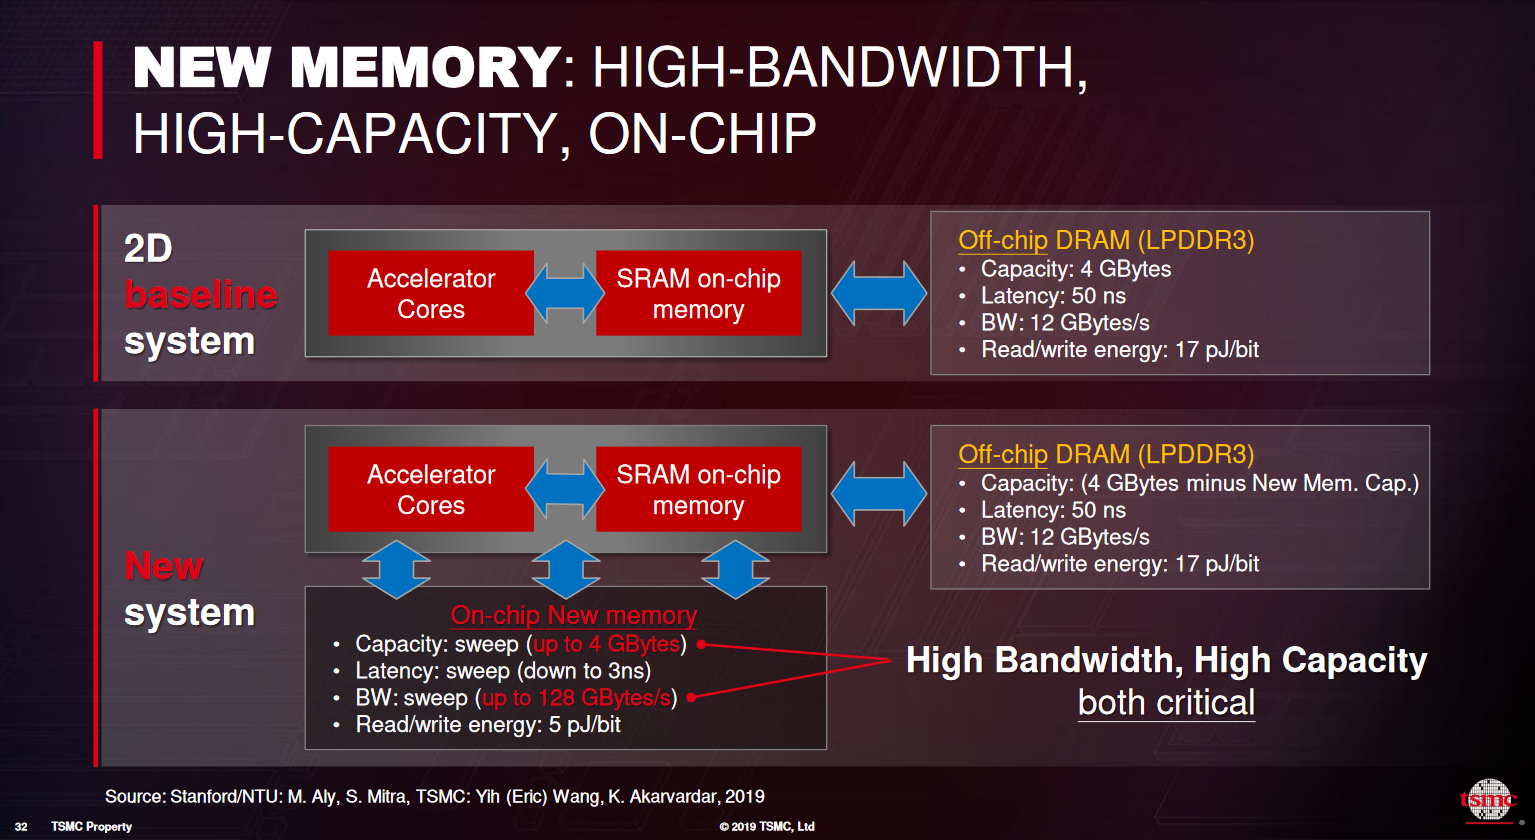 NEW MEMORY: HIGH-BANDWIDTH,
HIGH-CAPACITY, ON-CHIP
2D
baseline
system
Accelerator
Cores
SRAM on-chip
memory
Off-chip DRAM (LPDDR3)
• Capacity: 4 GBytes
• Latency: 50 ns
• BW: 12 GBytes/s
• Read/write energy: 17 pJ/bit
New
system
Accelerator
Cores
SRAM on-chip
memory
Off-chip DRAM (LPDDR3)
• Capacity: (4 GBytes minus New Mem. Cap.)
• Latency: 50 ns
• BW: 12 GBytes/s
• Read/write energy: 17 pJ/bit
On-chip New memory
• Capacity: sweep (up to 4 GBytes)
• Latency: sweep (down to 3ns)
• BW: sweep (up to 128 GBytes/s)
• Read/write energy: 5 pJ/bit
High Bandwidth, High Capacity
both critical
Source: Stanford/NTU: M. Aly, S. Mitra, TSMC: Yih (Eric) Wang, K. Akarvardar, 2019
32 TSMC Property
© 2019 TSMC, Ltd
tsmc